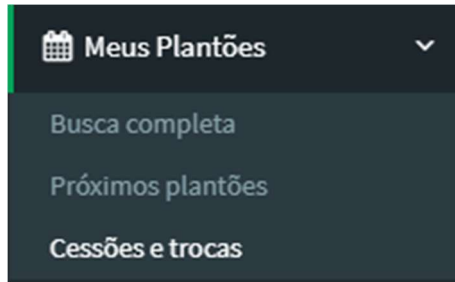 Meus Plantões
Busca completa
Próximos plantões
Cessões e trocas